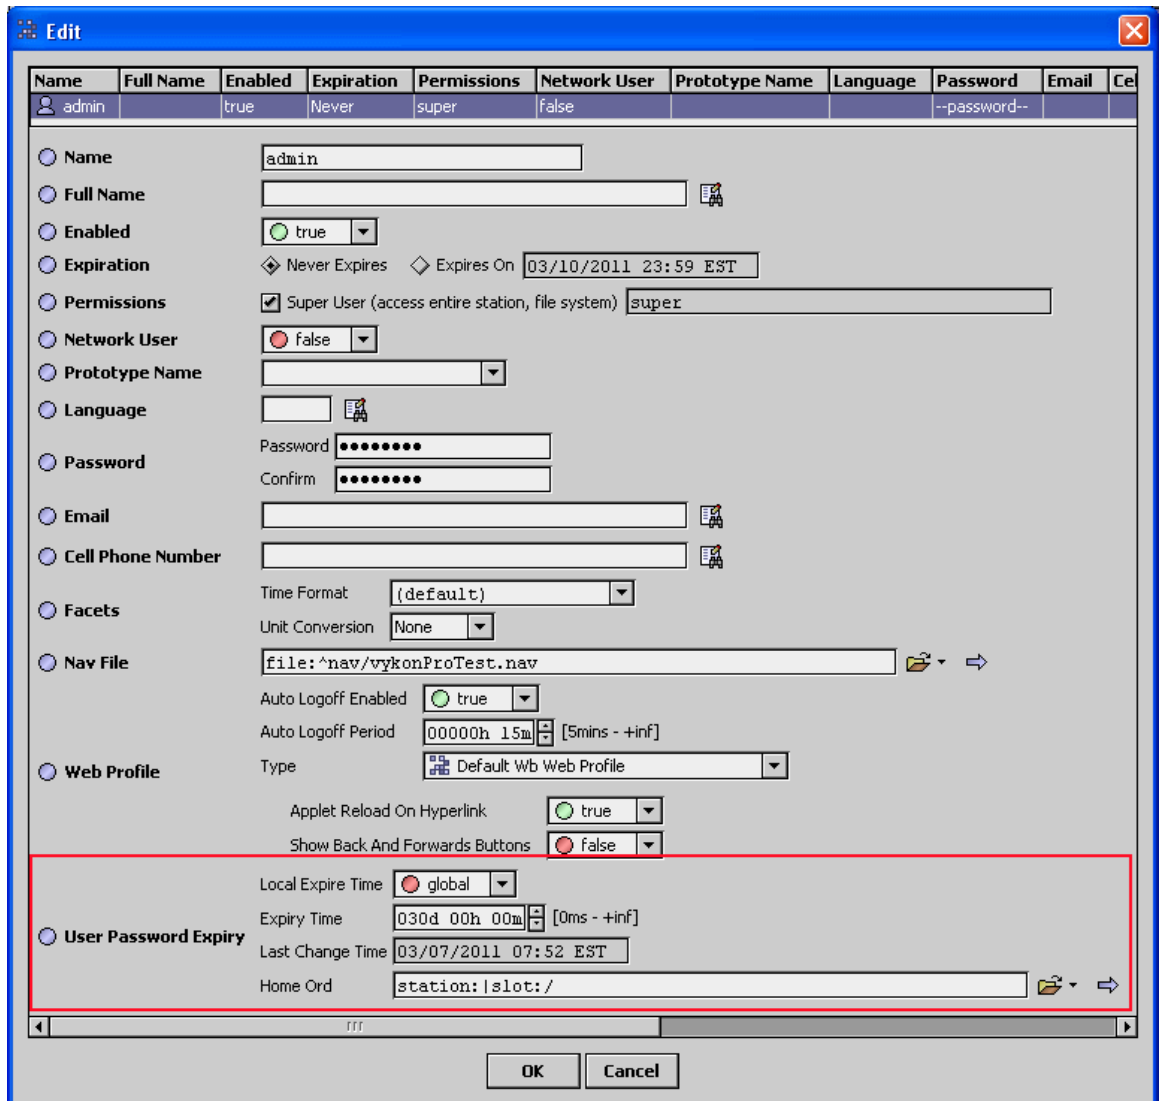 Edit
Name Full Name Enabled Expiration Permissions Network User Prototype Name Language Password Email Cel
admin true Never super false --password--
Name admin
Full Name
Enabled true
Expiration Never Expires Expires On 03/10/2011 23:59 EST
Permissions Super User (access entire station, file system) super
Network User false
Prototype Name
Language
Password Password ••••••••
Confirm ••••••••
Email
Cell Phone Number
Facets Time Format (default)
Unit Conversion None
Nav File file:^nav/vykonProTest.nav
Web Profile Auto Logoff Enabled true
Auto Logoff Period 00000h 15m [5mins - +inf]
Type Default Wb Web Profile
Applet Reload On Hyperlink true
Show Back And Forwards Buttons false
User Password Expiry Local Expire Time global
Expiry Time 030d 00h 00m [0ms - +inf]
Last Change Time 03/07/2011 07:52 EST
Home Ord station:|slot:/
OK Cancel